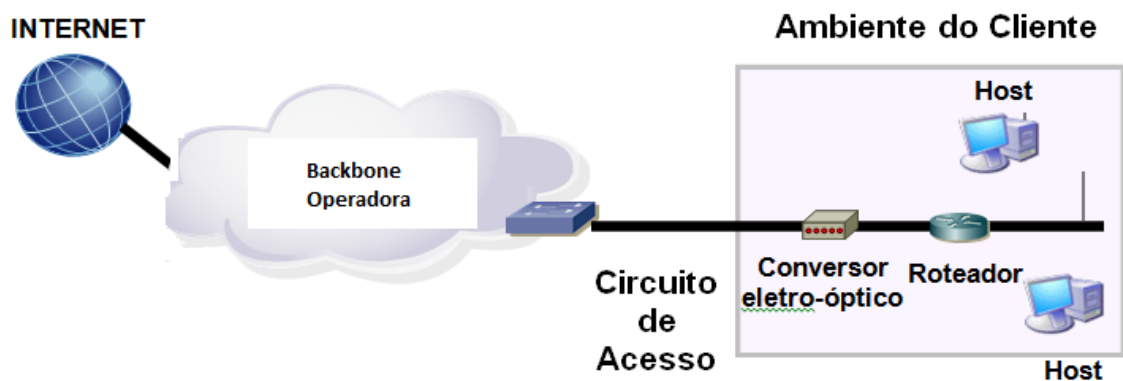 INTERNET
Ambiente do Cliente
Host
Backbone
Operadora
Conversor
eletro-óptico
Roteador
Circuito
de
Acesso
Host